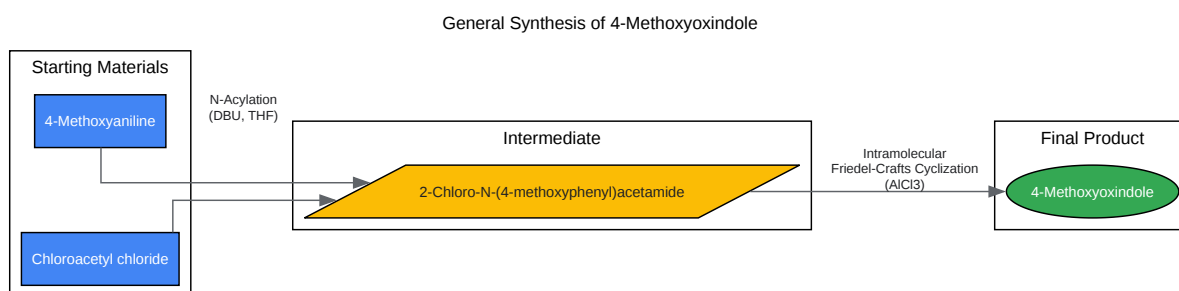 General Synthesis of 4-Methoxyoxindole
Starting Materials
4-Methoxyaniline
Chloroacetyl chloride
N-Acylation
(DBU, THF)
Intermediate
2-Chloro-N-(4-methoxyphenyl)acetamide
Intramolecular
Friedel-Crafts Cyclization
(AlCl3)
Final Product
4-Methoxyoxindole